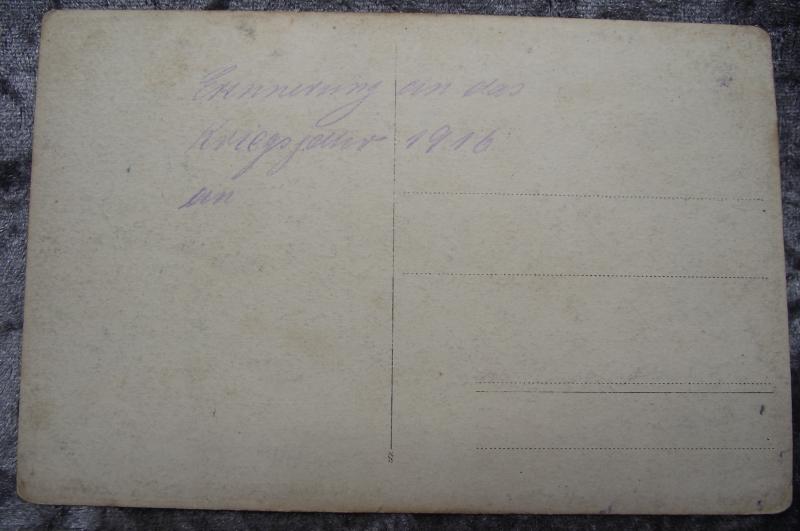 Erinnerung an das
Kriegsjahr 1916
an